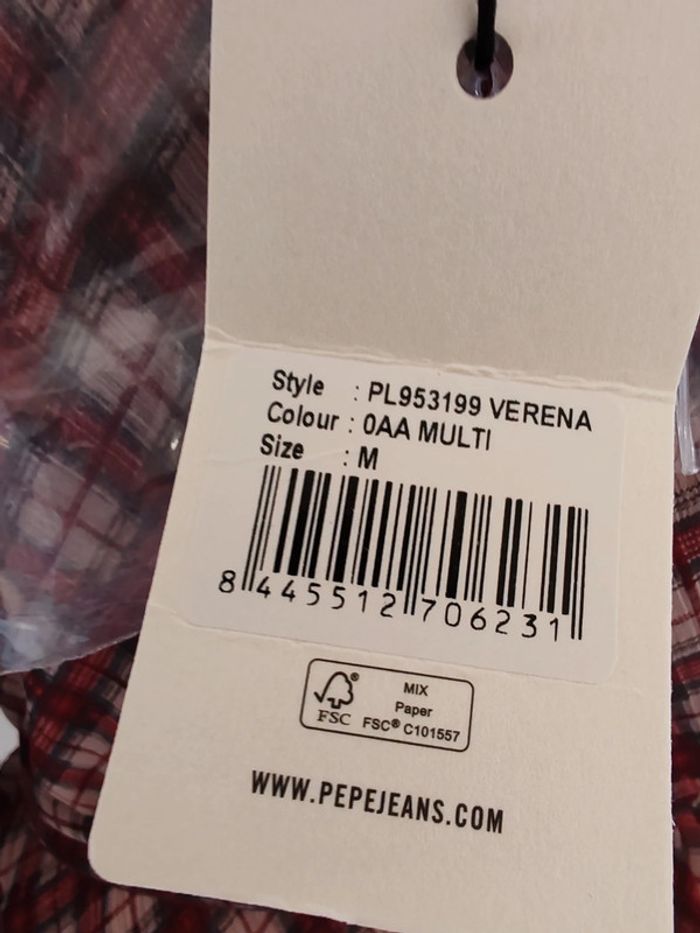 Style : PL953199 VERENA
Colour : 0AA MULTI
Size : M
8 445512 706231
FSC®
MIX
Paper
FSC® C101557
WWW.PEPEJEANS.COM